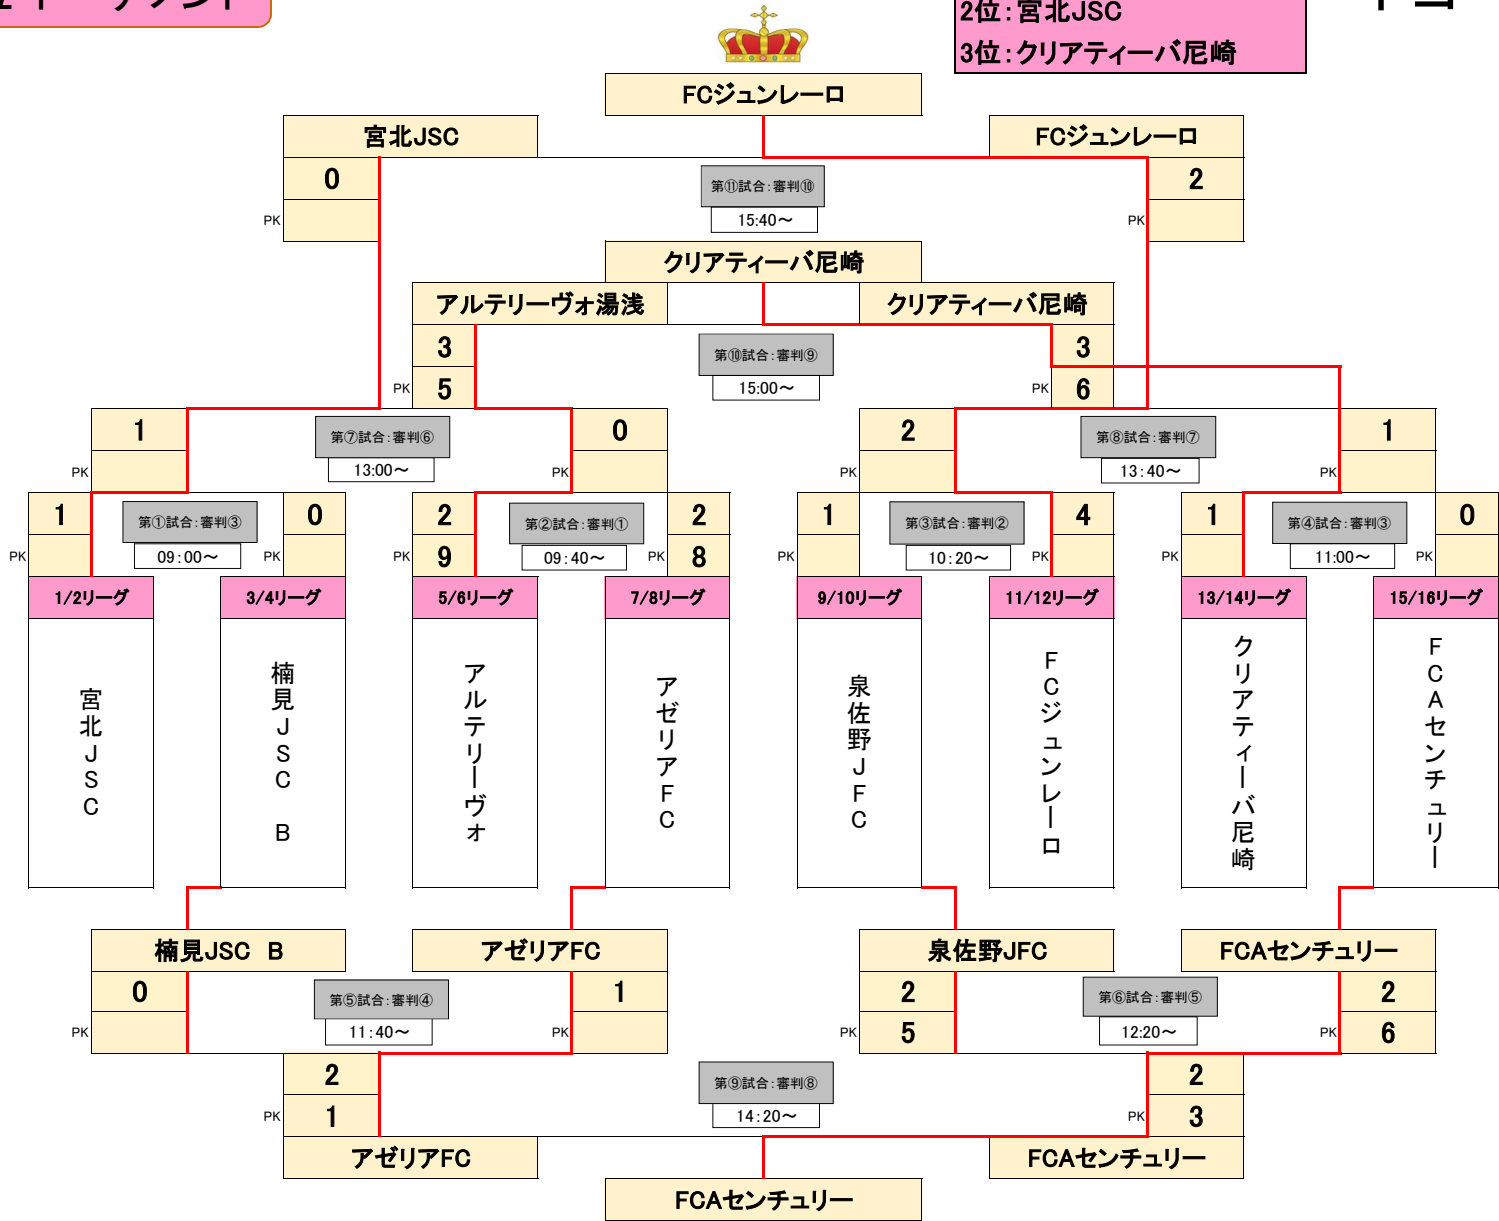 2位：宮北JSC
3位：クリアティーバ尼崎
FCジュンレーロ
宮北JSC
FCジュンレーロ
0
第⑪試合：審判⑩
2
PK
15:40～
PK
クリアティーバ尼崎
アルテリーヴォ湯浅
クリアティーバ尼崎
3
第⑩試合：審判⑨
3
PK
5
15:00～
PK
6
1
第⑦試合：審判⑥
0
2
第⑧試合：審判⑦
1
PK
13:00～
PK
PK
13:40～
PK
1
第①試合：審判③
0
2
第②試合：審判①
2
1
第③試合：審判②
4
1
第④試合：審判③
0
PK
09:00～
PK
PK
9
09:40～
PK
8
PK
10:20～
PK
PK
11:00～
PK
1/2リーグ
3/4リーグ
5/6リーグ
7/8リーグ
9/10リーグ
11/12リーグ
13/14リーグ
15/16リーグ
宮北JSC
楠見JSC　B
アルテリーヴォ
アゼリアFC
泉佐野JFC
FCジュンレーロ
クリアティーバ尼崎
FCAセンチュリー
楠見JSC　B
アゼリアFC
泉佐野JFC
FCAセンチュリー
0
第⑤試合：審判④
1
2
第⑥試合：審判⑤
2
PK
11:40～
PK
PK
5
12:20～
PK
6
2
第⑨試合：審判⑧
2
PK
1
14:20～
PK
3
アゼリアFC
FCAセンチュリー
FCAセンチュリー